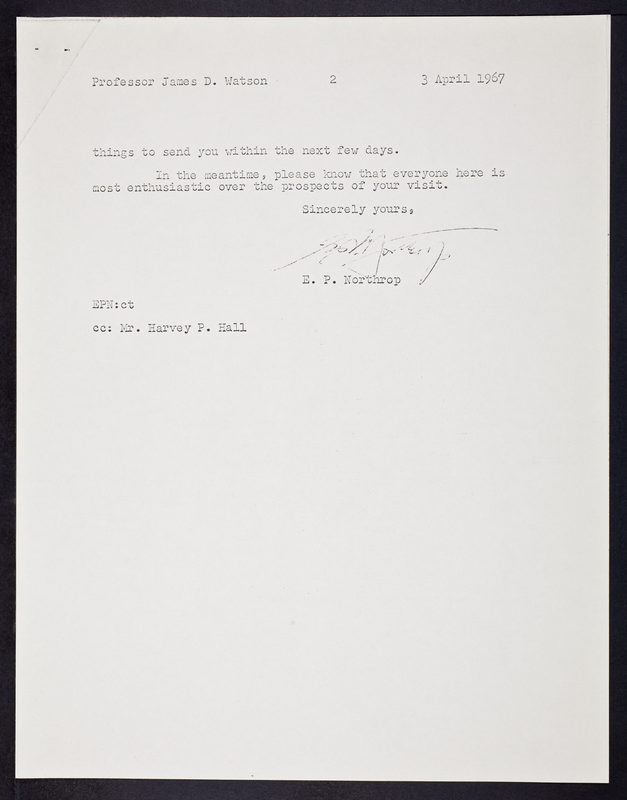 Professor James D. Watson 2 3 April 1967
things to send you within the next few days.
In the meantime, please know that everyone here is
most enthusiastic over the prospects of your visit.
Sincerely yours,
E. P. Northrop
EPN:ct
cc: Mr. Harvey P. Hall